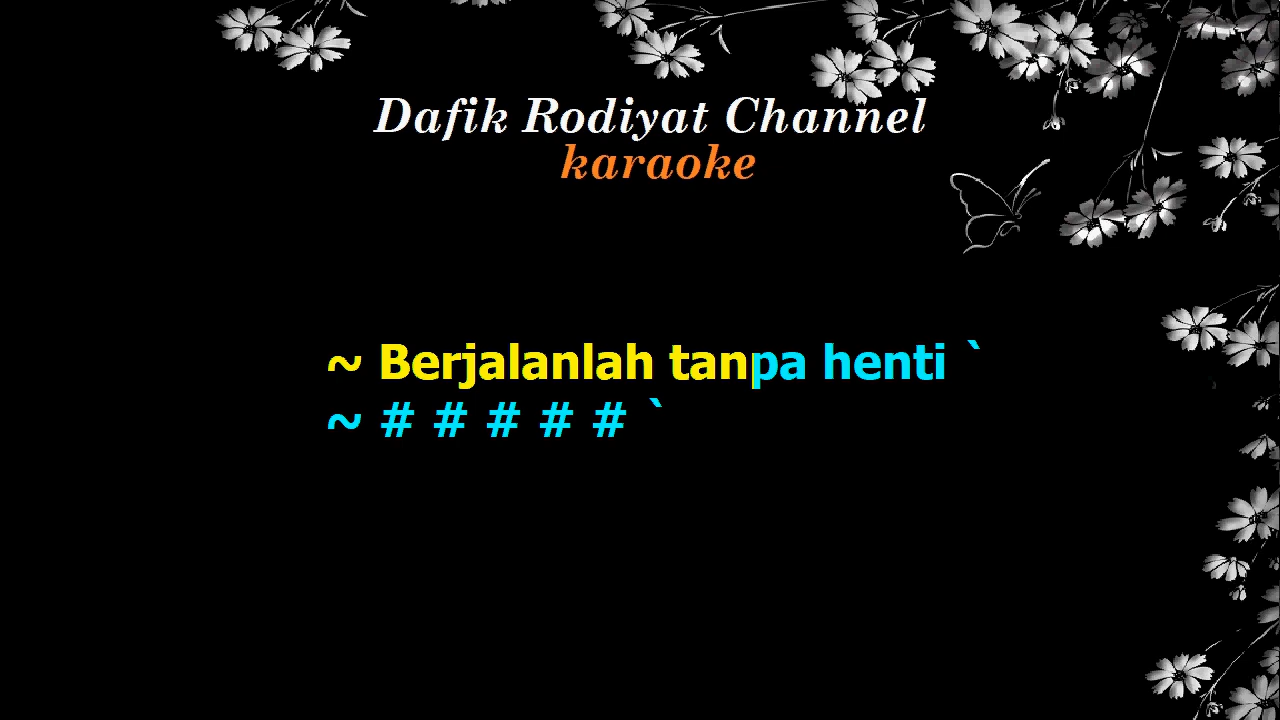 Dafik Rodiyat Channel
karaoke
~ Berjalanlah tanpa henti `
~ # # # # # `